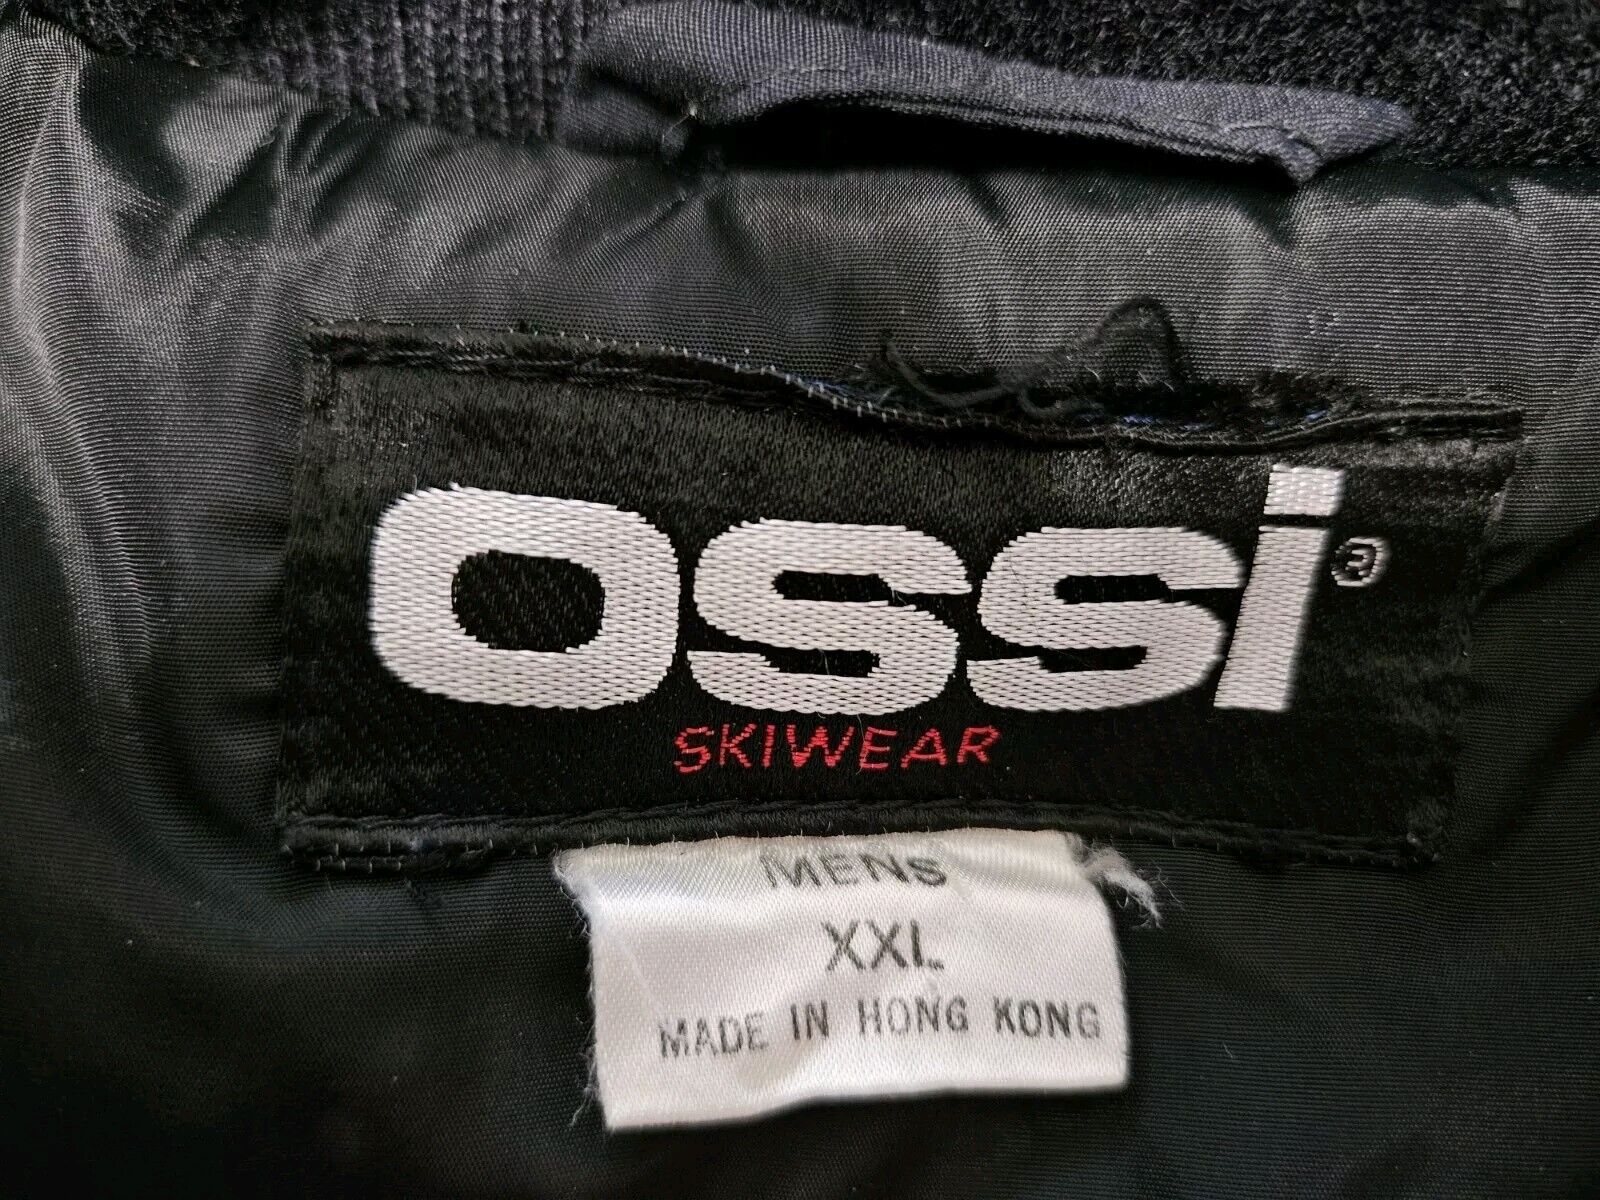 ossi®
SKIWEAR
MENS
XXL
MADE IN HONG KONG